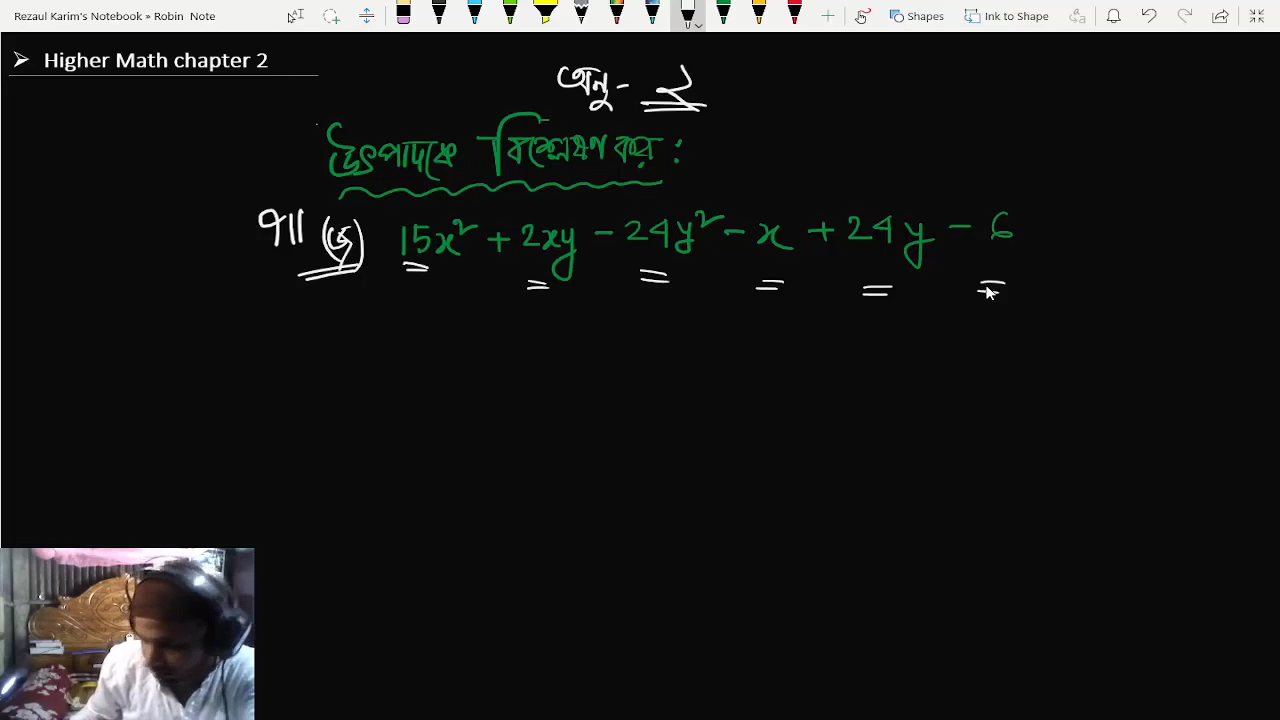 Rezaul Karim's Notebook » Robin Note
Shapes Ink to Shape
➢ Higher Math chapter 2
অনু - ২
উৎপাদকে বিশ্লেষণ কর :
৭॥ (জ) 15x² + 2xy - 24y² - x + 24y - 6